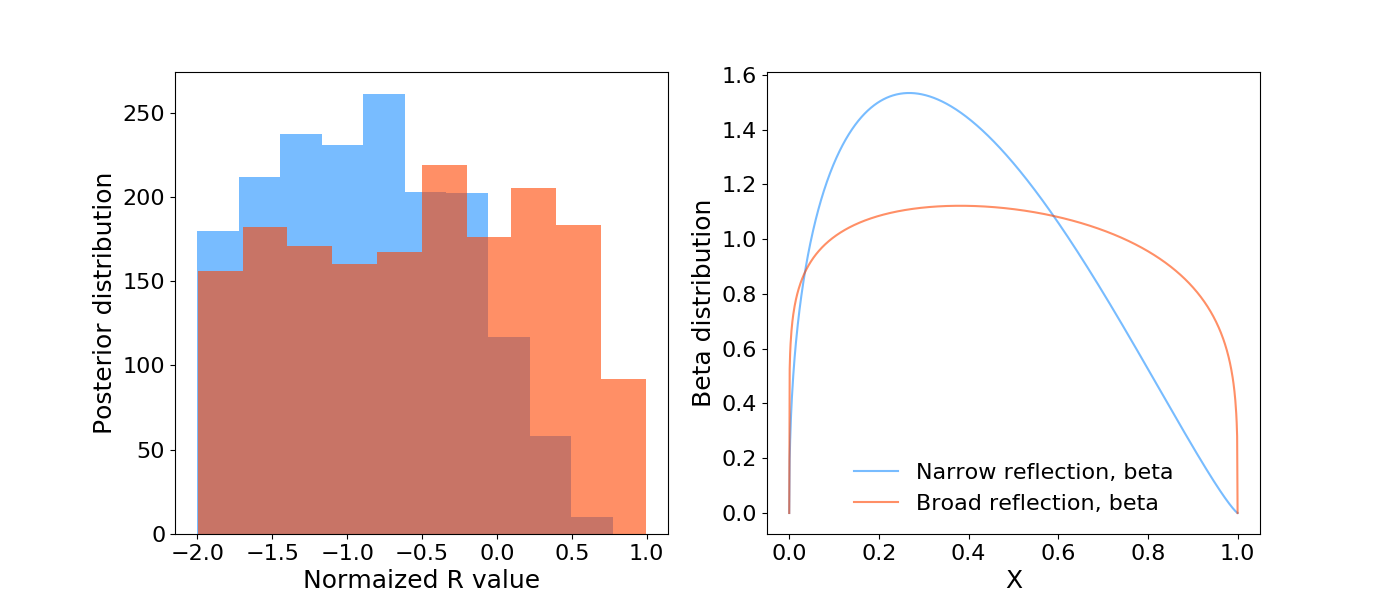 250
200
150
100
50
0
−2.0 −1.5 −1.0 −0.5 0.0 0.5 1.0
Normaized R value
Posterior distribution
1.6
1.4
1.2
1.0
0.8
0.6
0.4
0.2
0.0
0.0 0.2 0.4 0.6 0.8 1.0
X
Beta distribution
Narrow reflection, beta
Broad reflection, beta